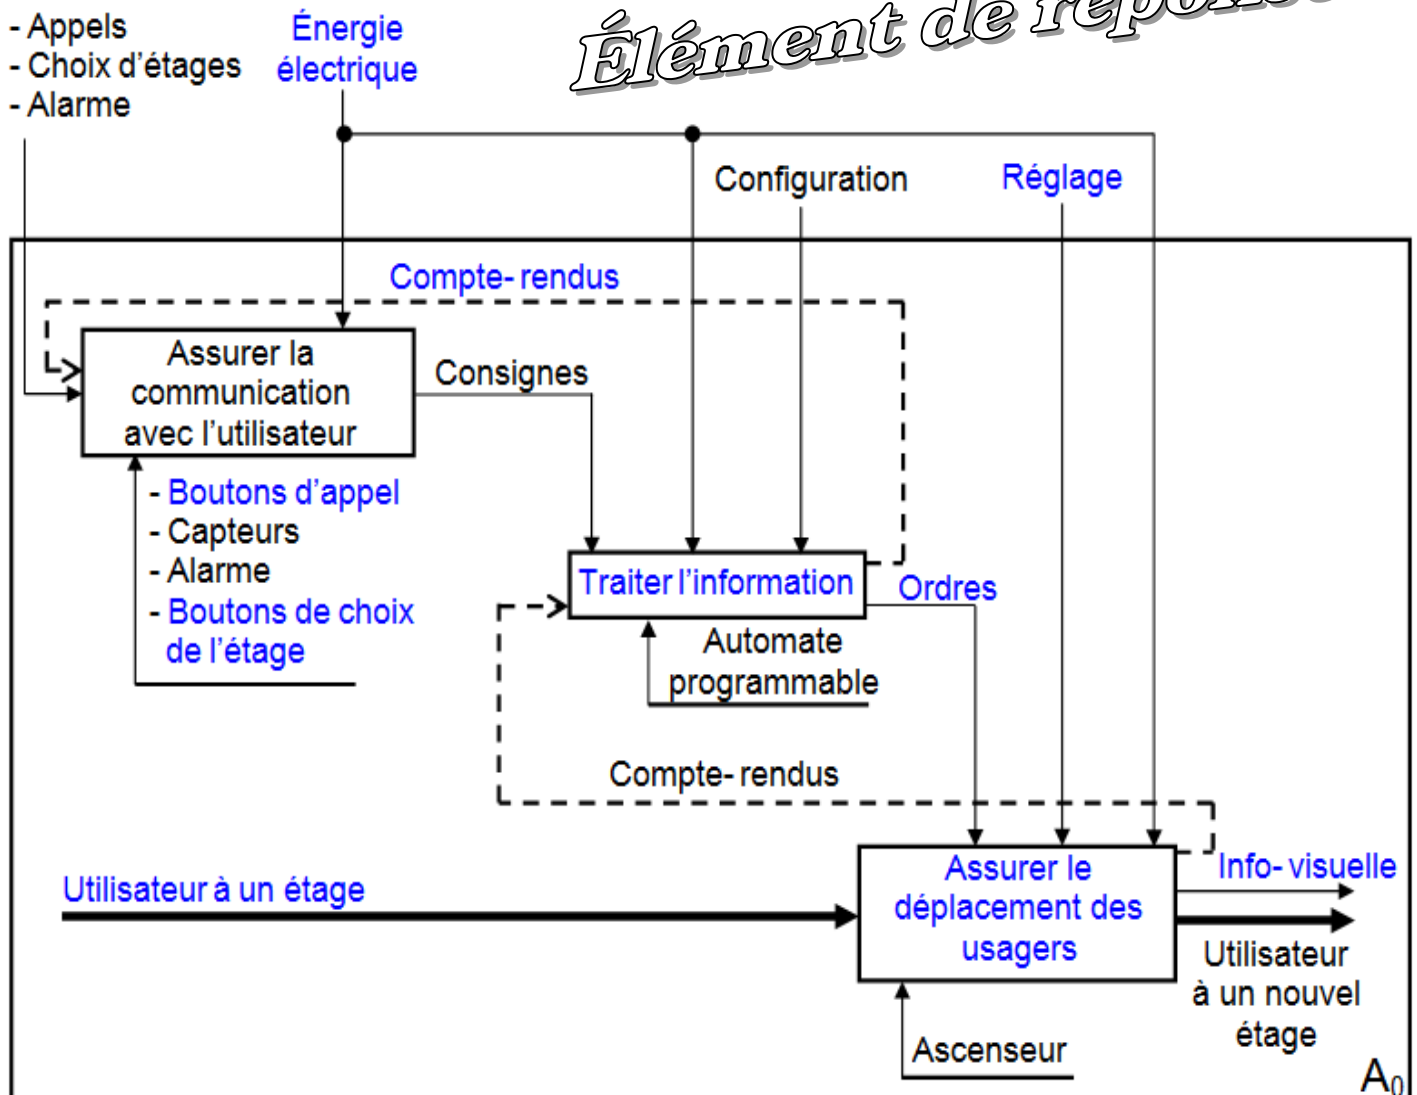 Élément de réponse
- Appels
- Choix d’étages
- Alarme
Énergie
électrique
Configuration
Réglage
Compte- rendus
Assurer la
communication
avec l’utilisateur
Consignes
- Boutons d’appel
- Capteurs
- Alarme
- Boutons de choix
de l’étage
Traiter l’information
Ordres
Automate
programmable
Compte- rendus
Utilisateur à un étage
Assurer le
déplacement des
usagers
Info- visuelle
Utilisateur
à un nouvel
étage
Ascenseur
A0